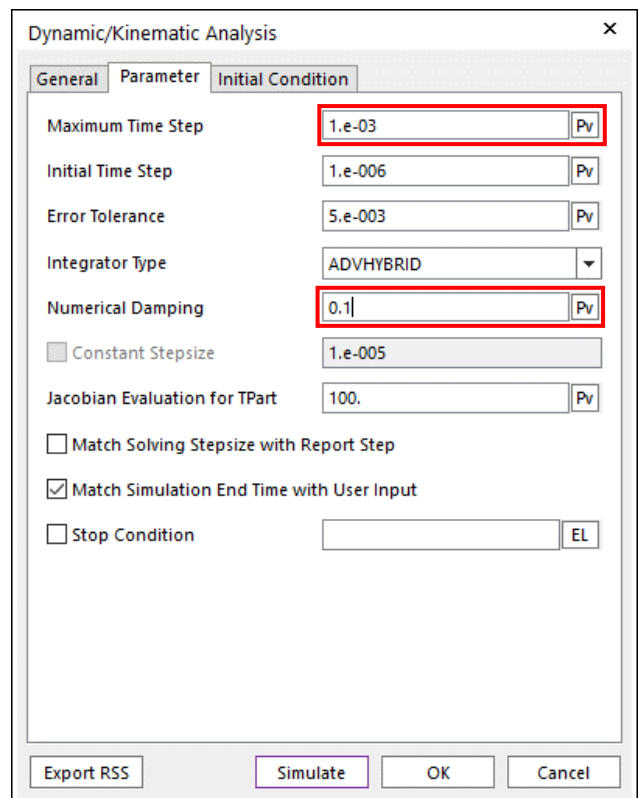 Dynamic/Kinematic Analysis
General Parameter Initial Condition
Maximum Time Step 1.e-03 Pv
Initial Time Step 1.e-006 Pv
Error Tolerance 5.e-003 Pv
Integrator Type ADVHYBRID
Numerical Damping 0.1 Pv
Constant Stepsize 1.e-005
Jacobian Evaluation for TPart 100. Pv
Match Solving Stepsize with Report Step
Match Simulation End Time with User Input
Stop Condition EL
Export RSS Simulate OK Cancel